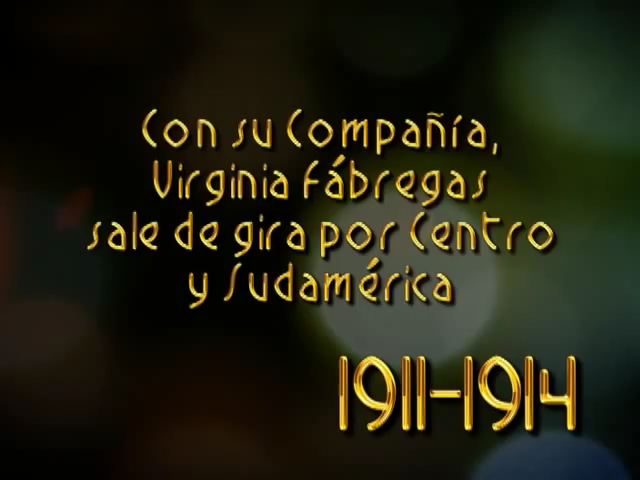 Con su Compañía,
Virginia Fábregas
sale de gira por Centro
y Sudamérica
1911-1914